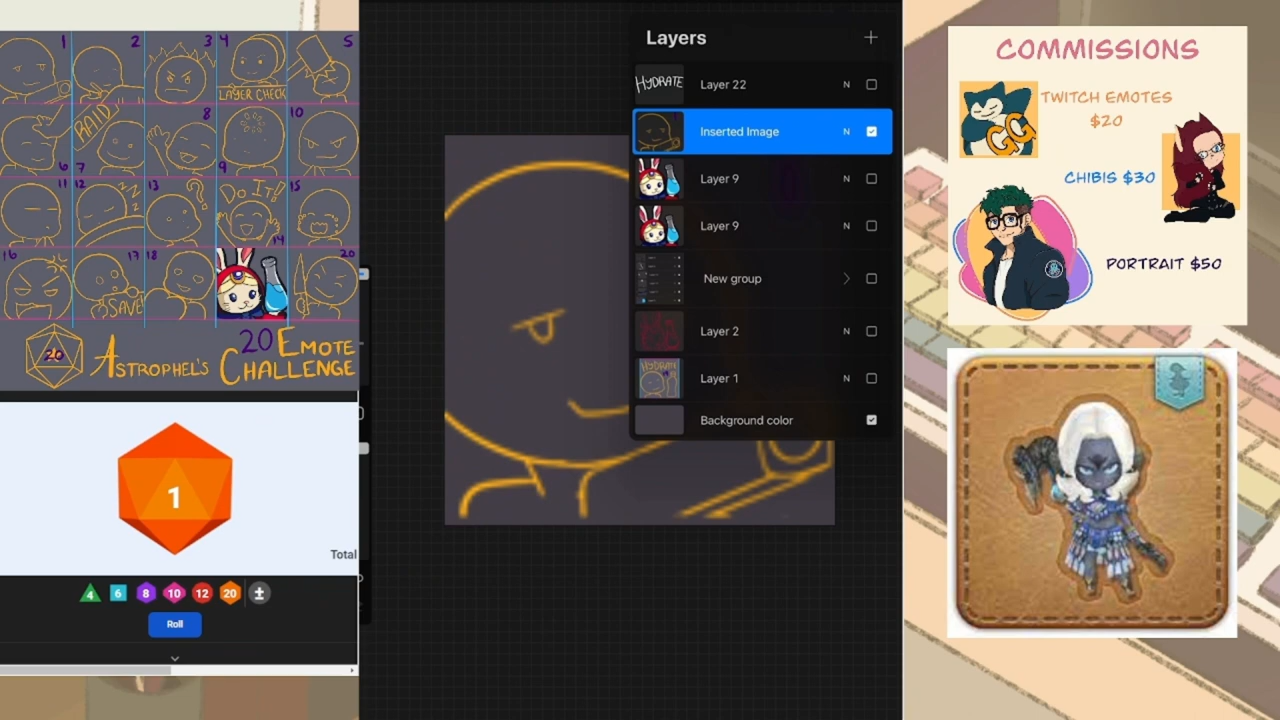 1 2 3 4 5
LAYER CHECK
RAID
6 7 8 9 10
11 12 ZZZ 13 ? DO IT! 14 15
16 17 18 20
SAVE
20
ASTROPHEL'S 20 EMOTE
CHALLENGE
1
Total
4 6 8 10 12 20 ±
Roll
Layers +
HYDRATE Layer 22 N
Inserted Image N
Layer 9 N
Layer 9 N
New group
Layer 2 N
HYDRATE Layer 1 N
Background color
COMMISSIONS
GG
TWITCH EMOTES
$20
CHIBIS $30
PORTRAIT $50